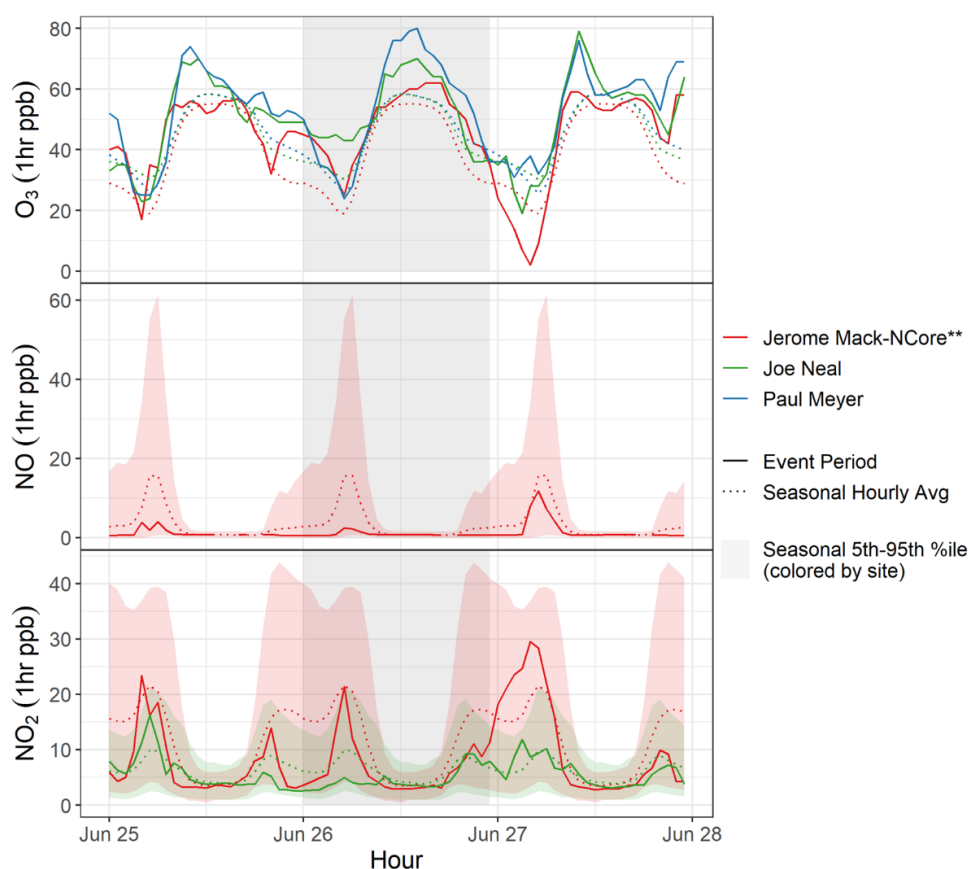 O3 (1hr ppb)
80
60
40
20
0
NO (1hr ppb)
60
40
20
0
NO2 (1hr ppb)
40
30
20
10
0
Jun 25
Jun 26
Jun 27
Jun 28
Hour
Jerome Mack-NCore**
Joe Neal
Paul Meyer
Event Period
Seasonal Hourly Avg
Seasonal 5th-95th %ile
(colored by site)